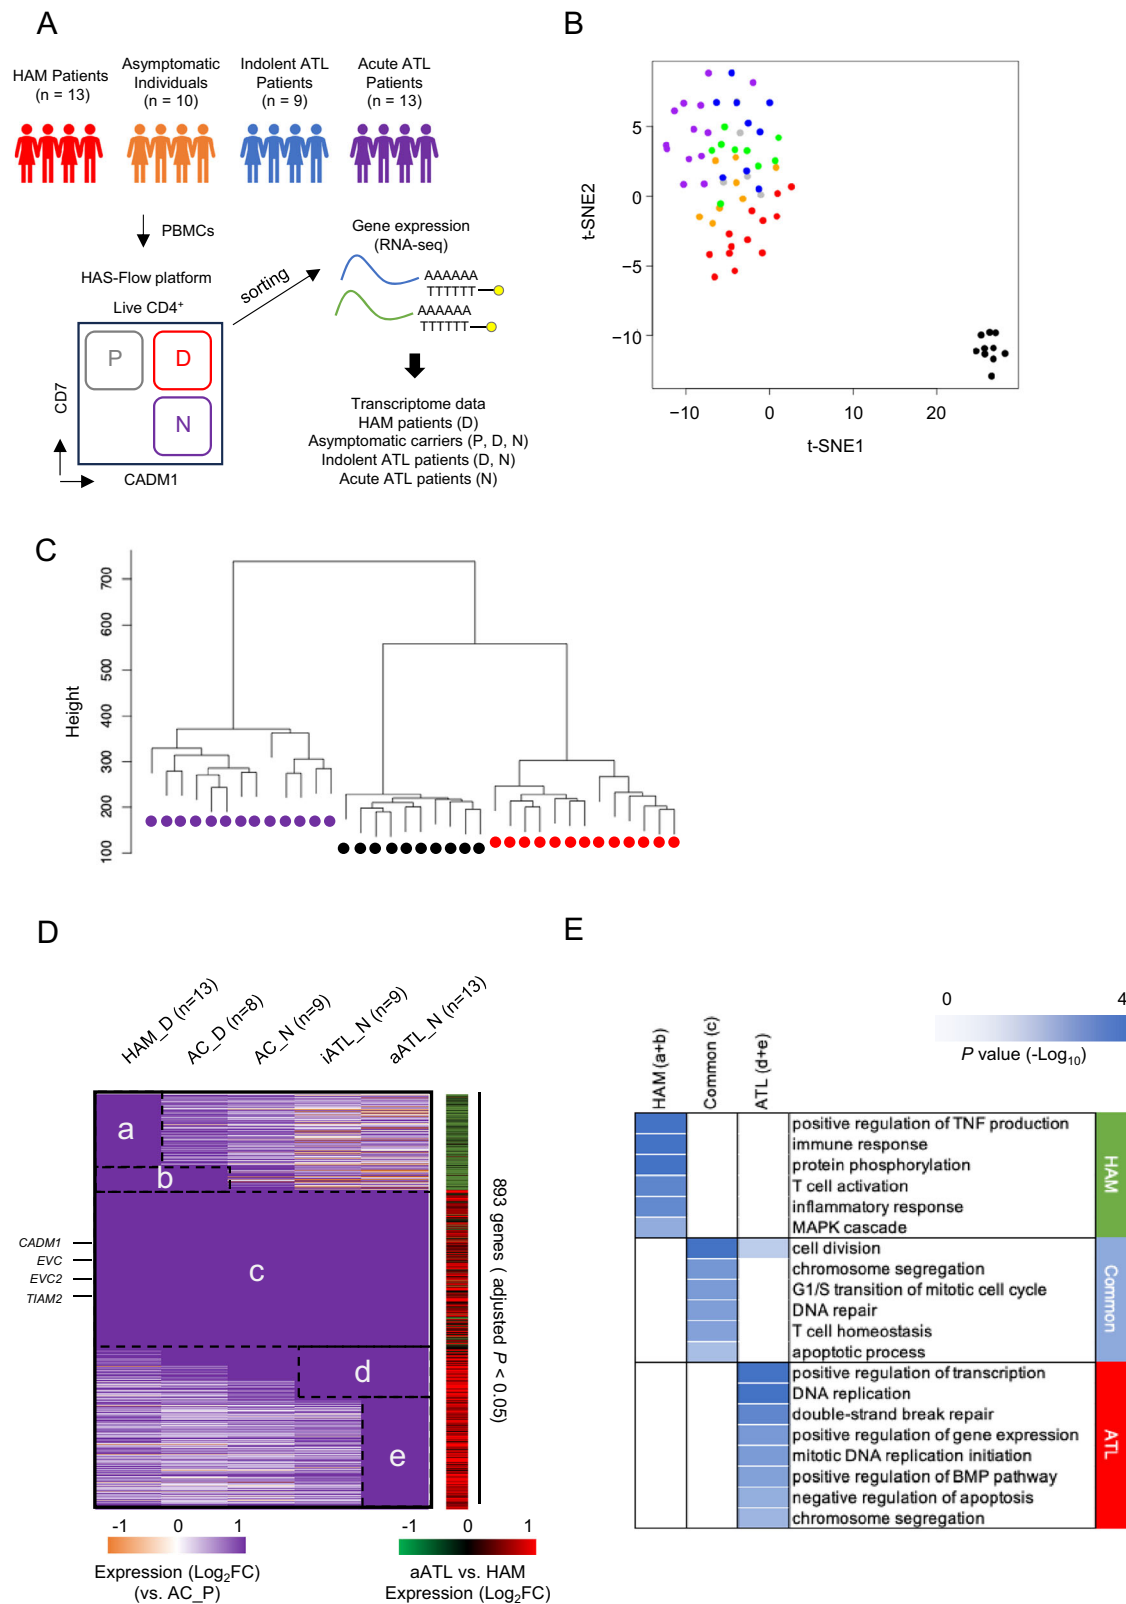 A
HAM Patients
(n = 13)
Asymptomatic
Individuals
(n = 10)
Indolent ATL
Patients
(n = 9)
Acute ATL
Patients
(n = 13)
PBMCs
HAS-Flow platform
Live CD4+
P
D
N
CD7
CADM1
sorting
Gene expression
(RNA-seq)
AAAAAA
TTTTTT
AAAAAA
TTTTTT
Transcriptome data
HAM patients (D)
Asymptomatic carriers (P, D, N)
Indolent ATL patients (D, N)
Acute ATL patients (N)
B
t-SNE2
5
0
−5
−10
−10
0
10
20
t-SNE1
C
Height
700
600
500
400
300
200
100
D
HAM_D (n=13)
AC_D (n=8)
AC_N (n=9)
iATL_N (n=9)
aATL_N (n=13)
a
b
c
d
e
CADM1
EVC
EVC2
TIAM2
893 genes ( adjusted P < 0.05)
-1
0
1
Expression (Log2FC)
(vs. AC_P)
-1
0
1
aATL vs. HAM
Expression (Log2FC)
E
0
4
P value (-Log10)
HAM (a+b)
Common (c)
ATL (d+e)
positive regulation of TNF production
immune response
protein phosphorylation
T cell activation
inflammatory response
MAPK cascade
HAM
cell division
chromosome segregation
G1/S transition of mitotic cell cycle
DNA repair
T cell homeostasis
apoptotic process
Common
positive regulation of transcription
DNA replication
double-strand break repair
positive regulation of gene expression
mitotic DNA replication initiation
positive regulation of BMP pathway
negative regulation of apoptosis
chromosome segregation
ATL